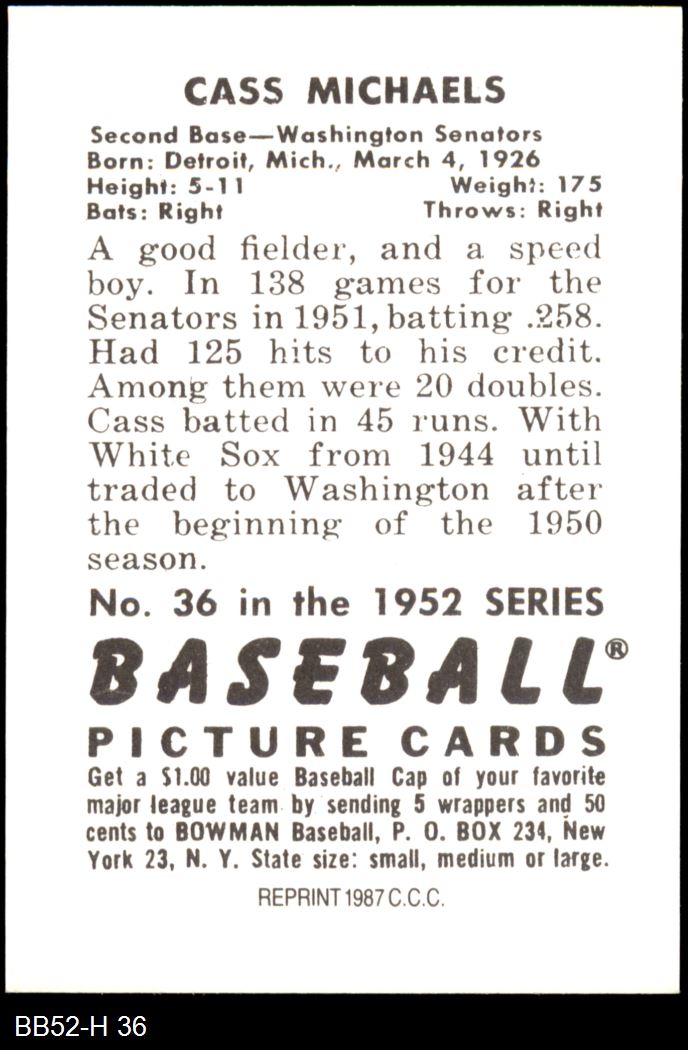 CASS MICHAELS
Second Base—Washington Senators
Born: Detroit, Mich., March 4, 1926
Height: 5-11 Weight: 175
Bats: Right Throws: Right
A good fielder, and a speed
boy. In 138 games for the
Senators in 1951, batting .258.
Had 125 hits to his credit.
Among them were 20 doubles.
Cass batted in 45 runs. With
White Sox from 1944 until
traded to Washington after
the beginning of the 1950
season.
No. 36 in the 1952 SERIES
BASEBALL®
PICTURE CARDS
Get a $1.00 value Baseball Cap of your favorite
major league team by sending 5 wrappers and 50
cents to BOWMAN Baseball, P. O. BOX 234, New
York 23, N. Y. State size: small, medium or large.
REPRINT 1987 C.C.C.
BB52-H 36